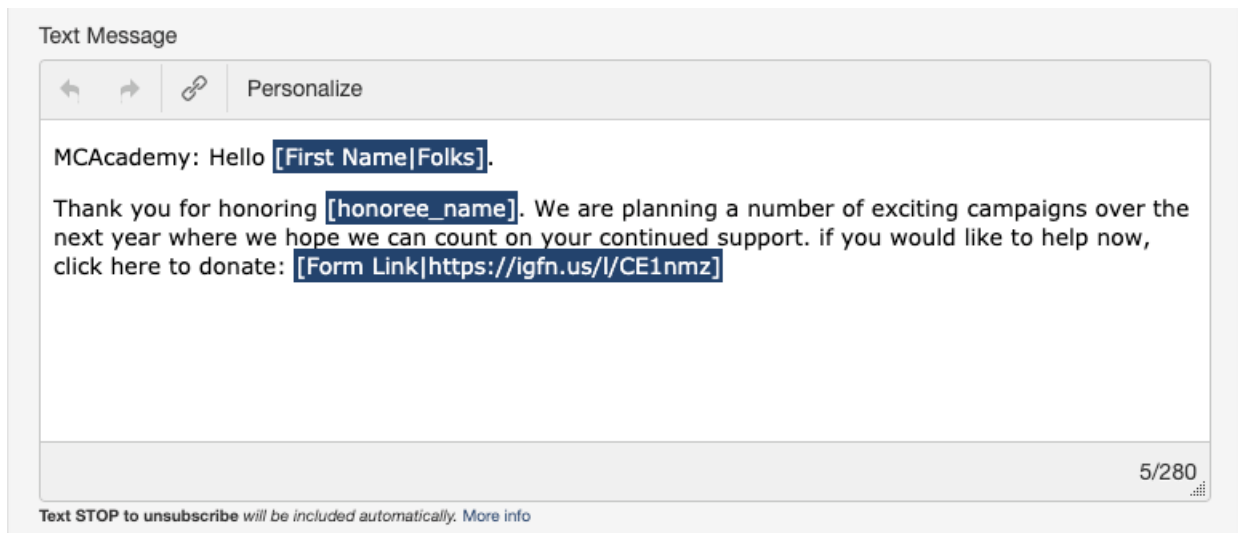 Text Message
Personalize
MCAcademy: Hello [First Name|Folks].
Thank you for honoring [honoree_name]. We are planning a number of exciting campaigns over the
next year where we hope we can count on your continued support. if you would like to help now,
click here to donate: [Form Link|https://igfn.us/l/CE1nmz]
5/280
Text STOP to unsubscribe will be included automatically. More info